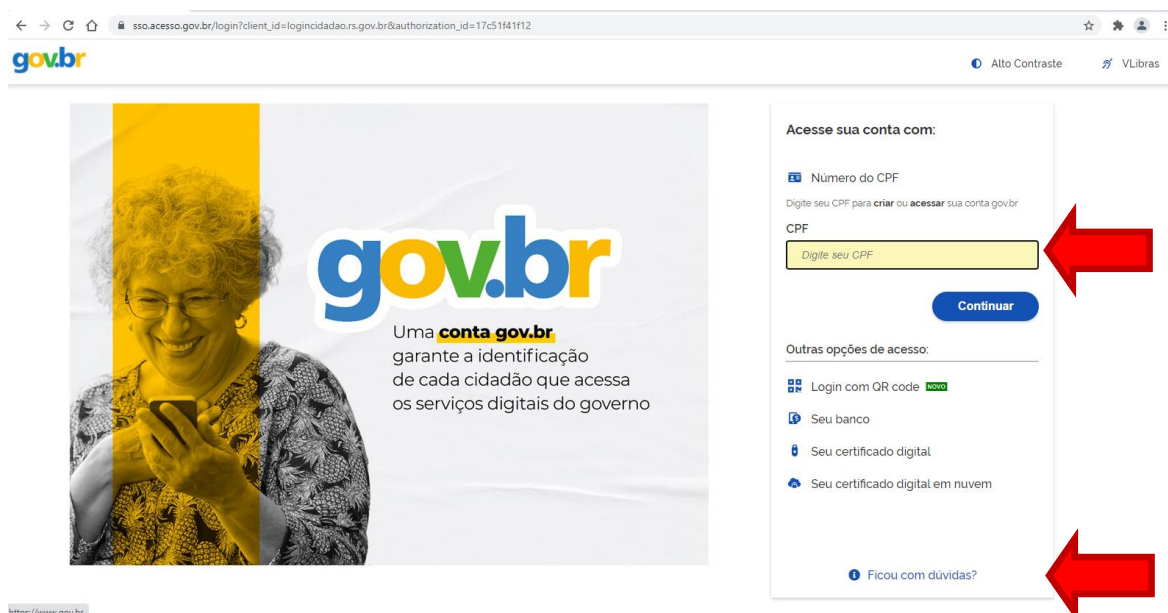 sso.acesso.gov.br/login?client_id=logincidadao.rs.gov.br&authorization_id=17c51f41f12
gov.br
Alto Contraste
VLibras
gov.br
Uma conta gov.br
garante a identificação
de cada cidadão que acessa
os serviços digitais do governo
Acesse sua conta com:
Número do CPF
Digite seu CPF para criar ou acessar sua conta gov.br
CPF
Digite seu CPF
Continuar
Outras opções de acesso:
Login com QR code NOVO
Seu banco
Seu certificado digital
Seu certificado digital em nuvem
Ficou com dúvidas?
https://www.gov.br